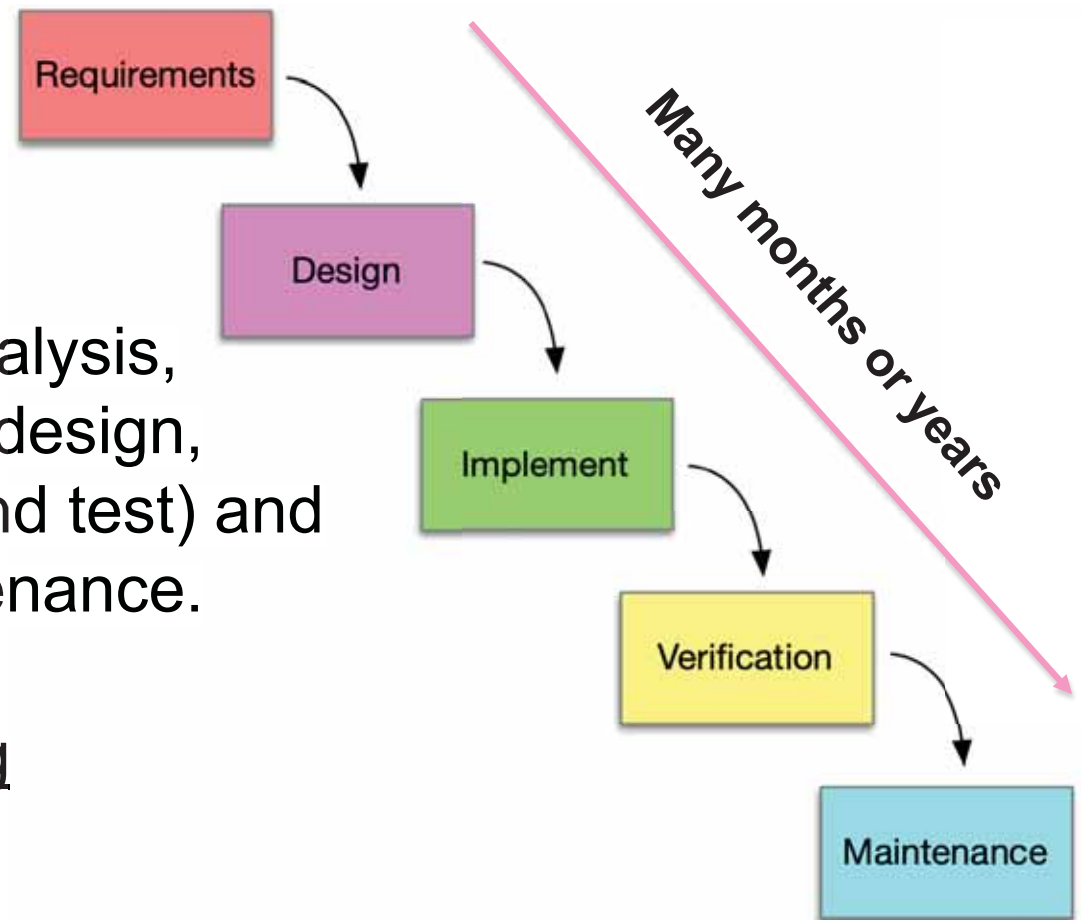 Requirements
Many months or years
Design
alysis,
design,
Implement
nd test) and
enance.
Verification
g
Maintenance